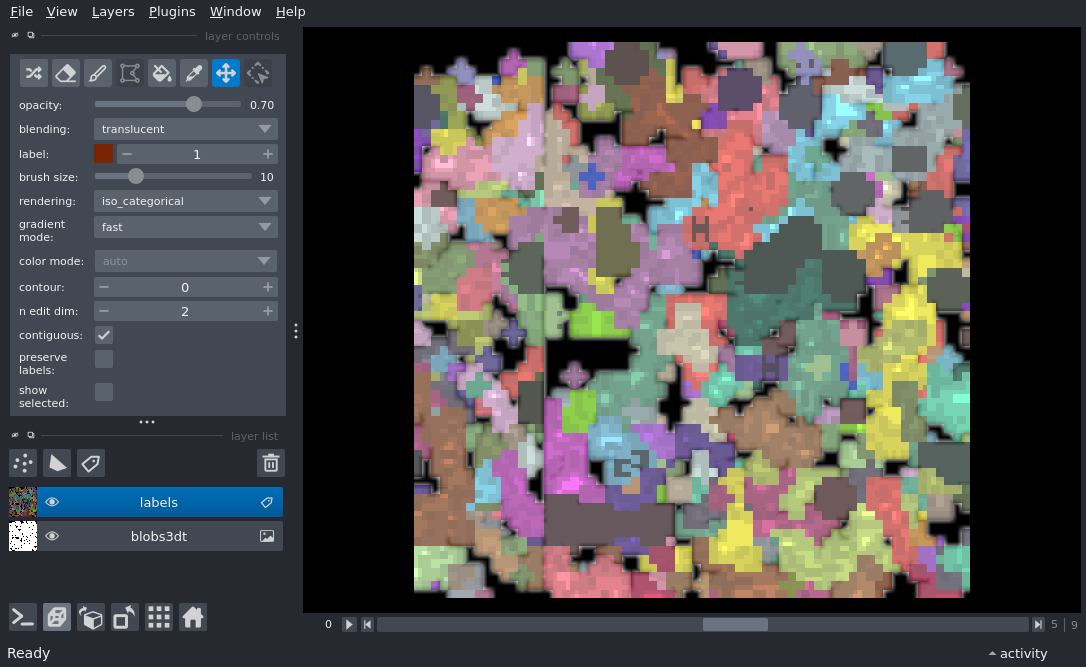 File View Layers Plugins Window Help
layer controls
opacity: 0.70
blending: translucent
label: 1
brush size: 10
rendering: iso_categorical
gradient
mode: fast
color mode: auto
contour: 0
n edit dim: 2
contiguous:
preserve
labels:
show
selected:
layer list
labels
blobs3dt
0 5 9
Ready activity